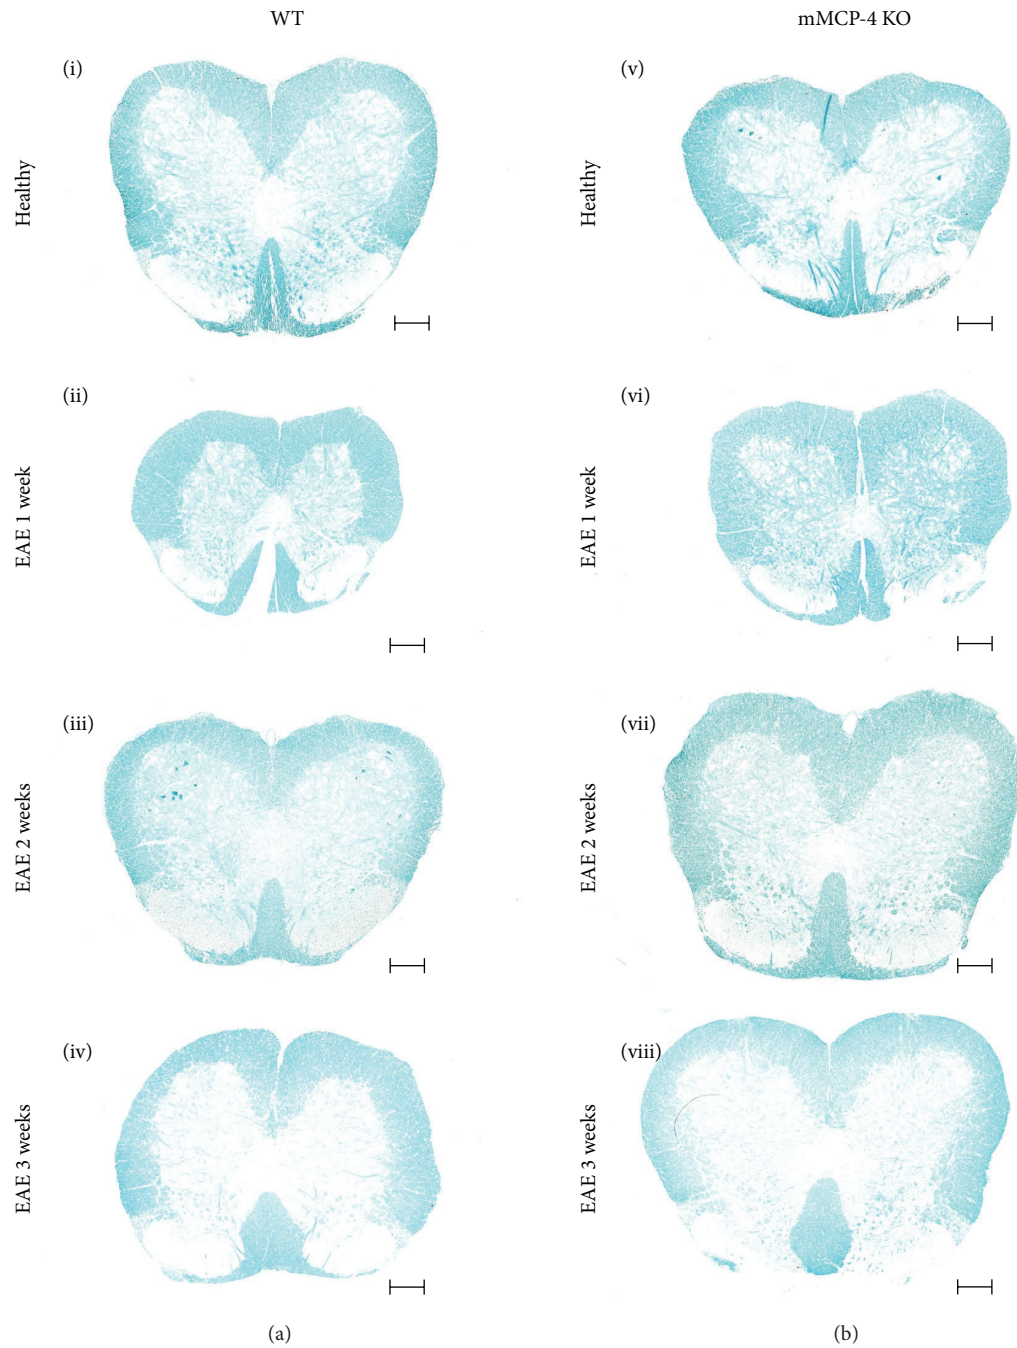 WT
mMCP-4 KO
(i)
(v)
Healthy
Healthy
(ii)
(vi)
EAE 1 week
EAE 1 week
(iii)
(vii)
EAE 2 weeks
EAE 2 weeks
(iv)
(viii)
EAE 3 weeks
EAE 3 weeks
(a)
(b)